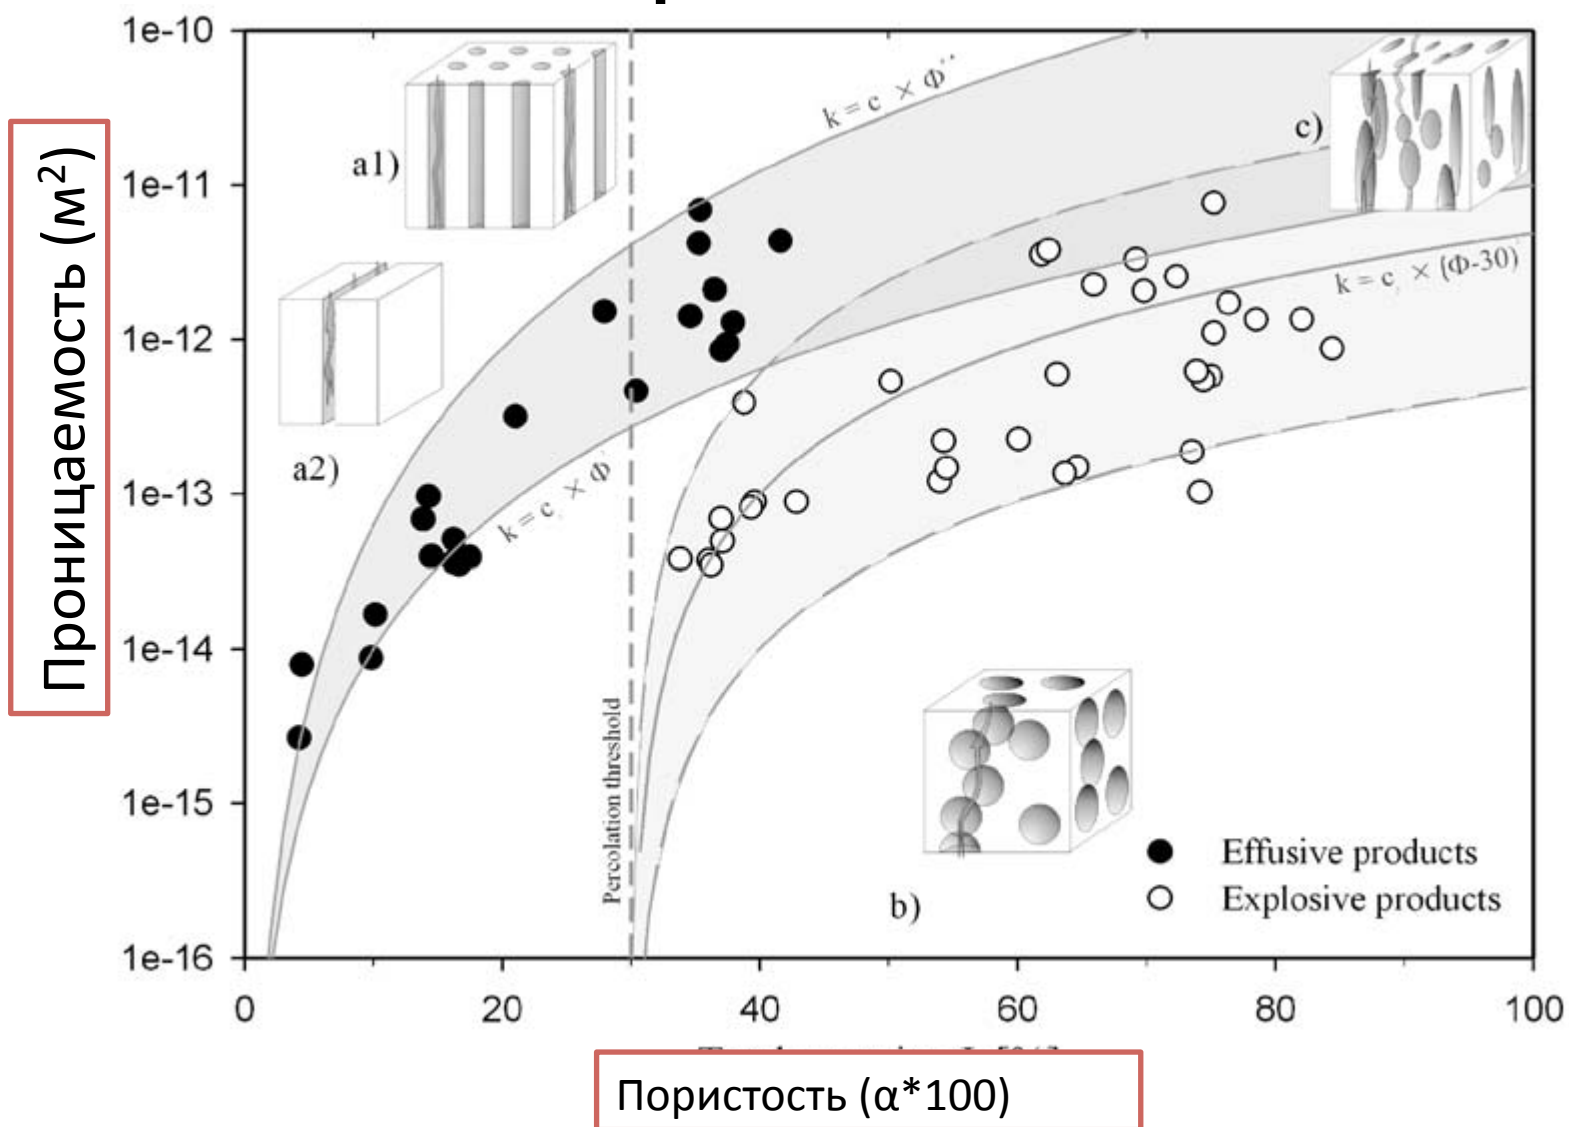 1e-10
1e-11
1e-12
1e-13
1e-14
1e-15
1e-16
Проницаемость (м²)
a1)
a2)
k = c × Φ
k = c × Φ
c)
k = c × (Φ-30)
Percolation threshold
b)
Effusive products
Explosive products
0 20 40 60 80 100
Пористость (α*100)